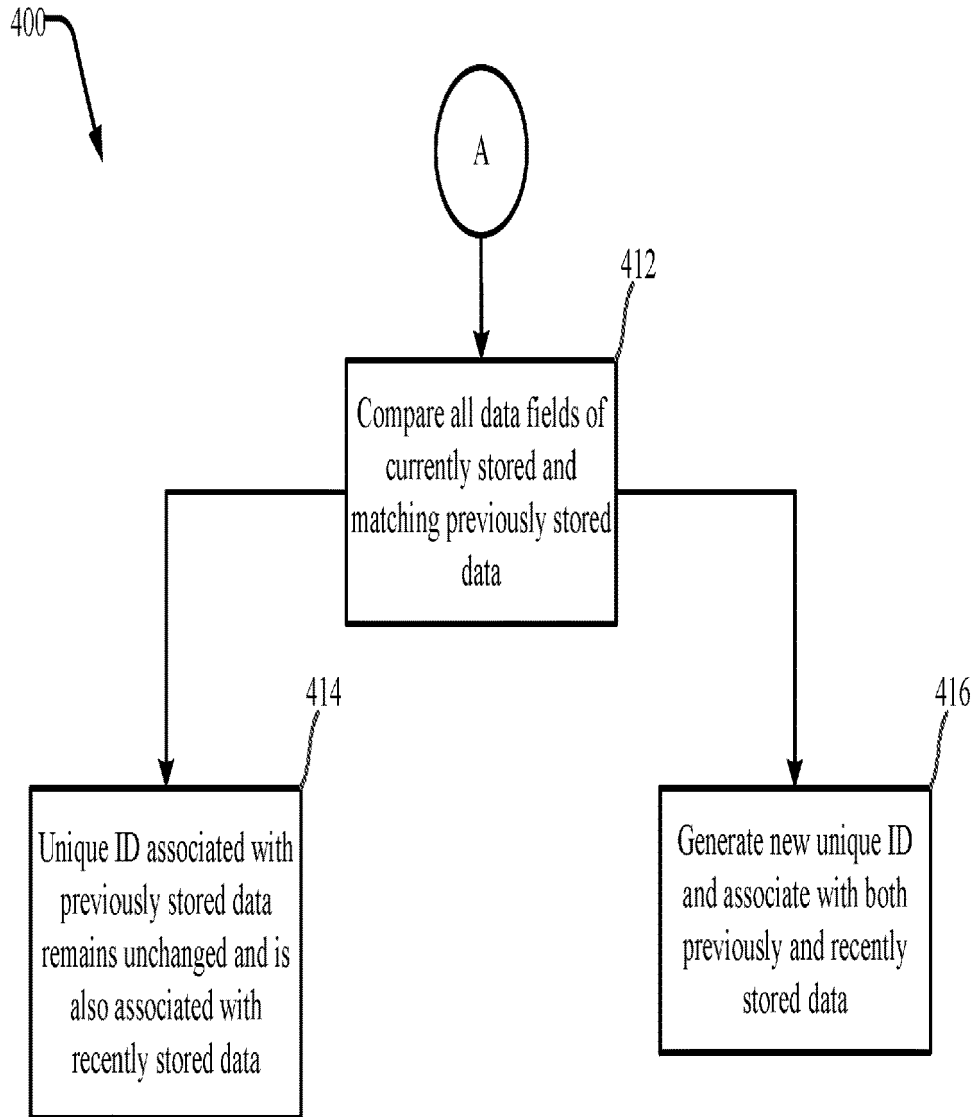 400
A
412
Compare all data fields of
currently stored and
matching previously stored
data
414
416
Unique ID associated with
previously stored data
remains unchanged and is
also associated with
recently stored data
Generate new unique ID
and associate with both
previously and recently
stored data